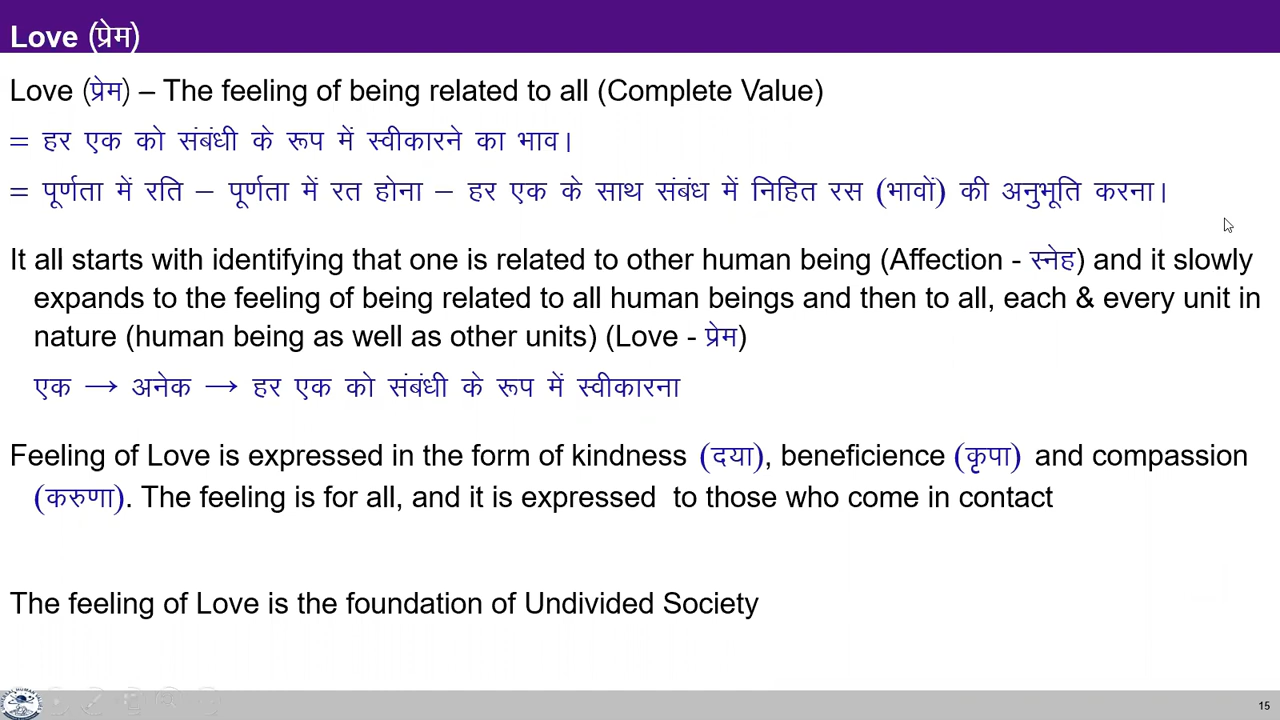 Love (प्रेम)
Love (प्रेम) – The feeling of being related to all (Complete Value)
= हर एक को संबंधी के रूप में स्वीकारने का भाव।
= पूर्णता में रति – पूर्णता में रत होना – हर एक के साथ संबंध में निहित रस (भावों) की अनुभूति करना।
It all starts with identifying that one is related to other human being (Affection - स्नेह) and it slowly
expands to the feeling of being related to all human beings and then to all, each & every unit in
nature (human being as well as other units) (Love - प्रेम)
एक → अनेक → हर एक को संबंधी के रूप में स्वीकारना
Feeling of Love is expressed in the form of kindness (दया), beneficience (कृपा) and compassion
(करुणा). The feeling is for all, and it is expressed to those who come in contact
The feeling of Love is the foundation of Undivided Society
15